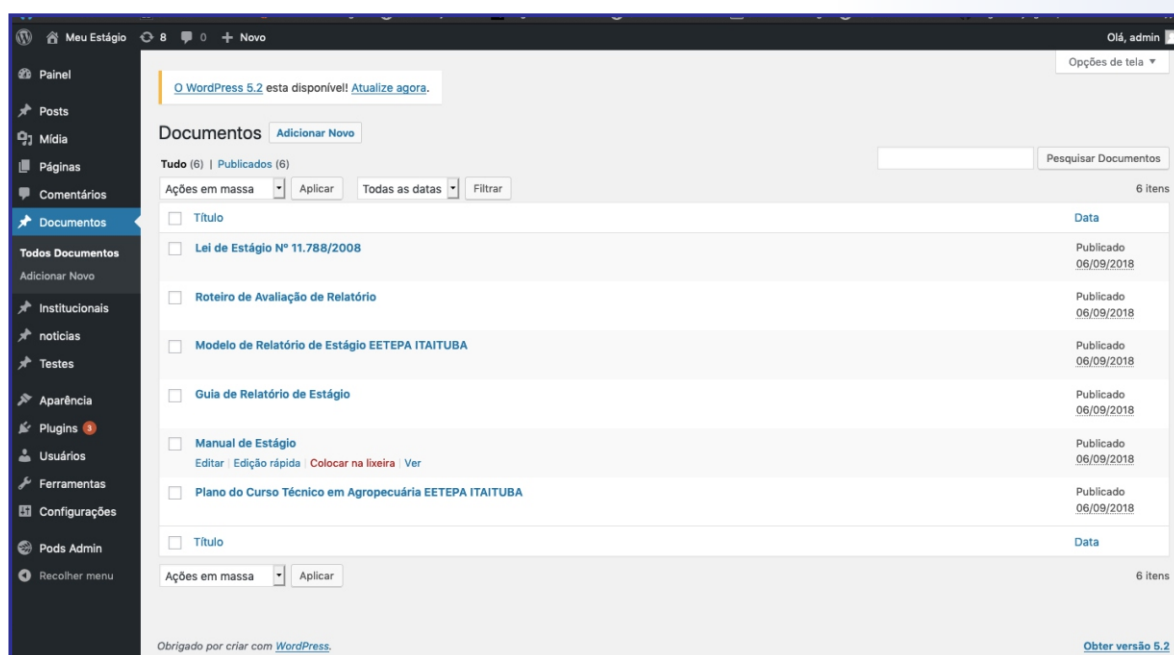 Meu Estágio 8 0 + Novo Olá, admin
Opções de tela
Painel
Posts
Mídia
Páginas
Comentários
Documentos
Todos Documentos
Adicionar Novo
Institucionais
noticias
Testes
Aparência
Plugins 3
Usuários
Ferramentas
Configurações
Pods Admin
Recolher menu
O WordPress 5.2 esta disponível! Atualize agora.
Documentos Adicionar Novo
Tudo (6) | Publicados (6)
Pesquisar Documentos
Ações em massa Aplicar Todas as datas Filtrar 6 itens
Título Data
Lei de Estágio Nº 11.788/2008 Publicado
06/09/2018
Roteiro de Avaliação de Relatório Publicado
06/09/2018
Modelo de Relatório de Estágio EETEPA ITAITUBA Publicado
06/09/2018
Guia de Relatório de Estágio Publicado
06/09/2018
Manual de Estágio Publicado
Editar | Edição rápida | Colocar na lixeira | Ver 06/09/2018
Plano do Curso Técnico em Agropecuária EETEPA ITAITUBA Publicado
06/09/2018
Título Data
Ações em massa Aplicar 6 itens
Obrigado por criar com WordPress. Obter versão 5.2